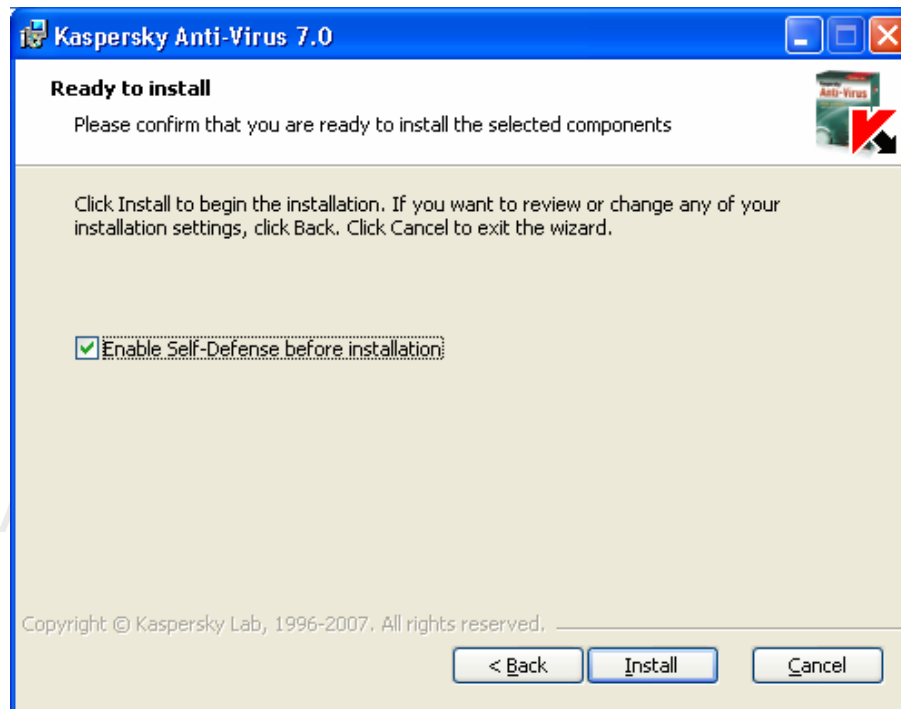 Kaspersky Anti-Virus 7.0
Ready to install
Please confirm that you are ready to install the selected components
Anti-Virus
Click Install to begin the installation. If you want to review or change any of your
installation settings, click Back. Click Cancel to exit the wizard.
Enable Self-Defense before installation
Copyright © Kaspersky Lab, 1996-2007. All rights reserved.
< Back
Install
Cancel